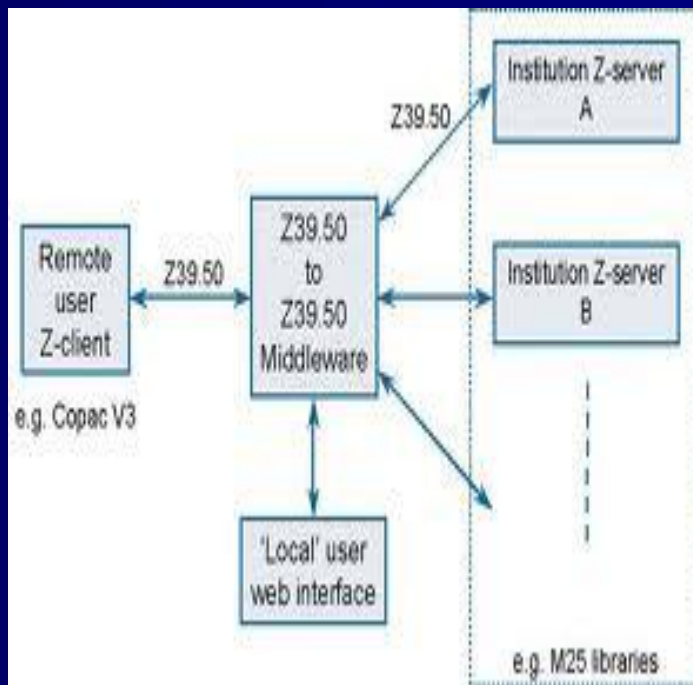 Institution Z-server
A
Z39.50
Z39.50
to
Z39.50
Middleware
Remote
user
Z-client
Z39.50
Institution Z-server
B
e.g. Copac V3
'Local' user
web interface
e.g. M25 libraries